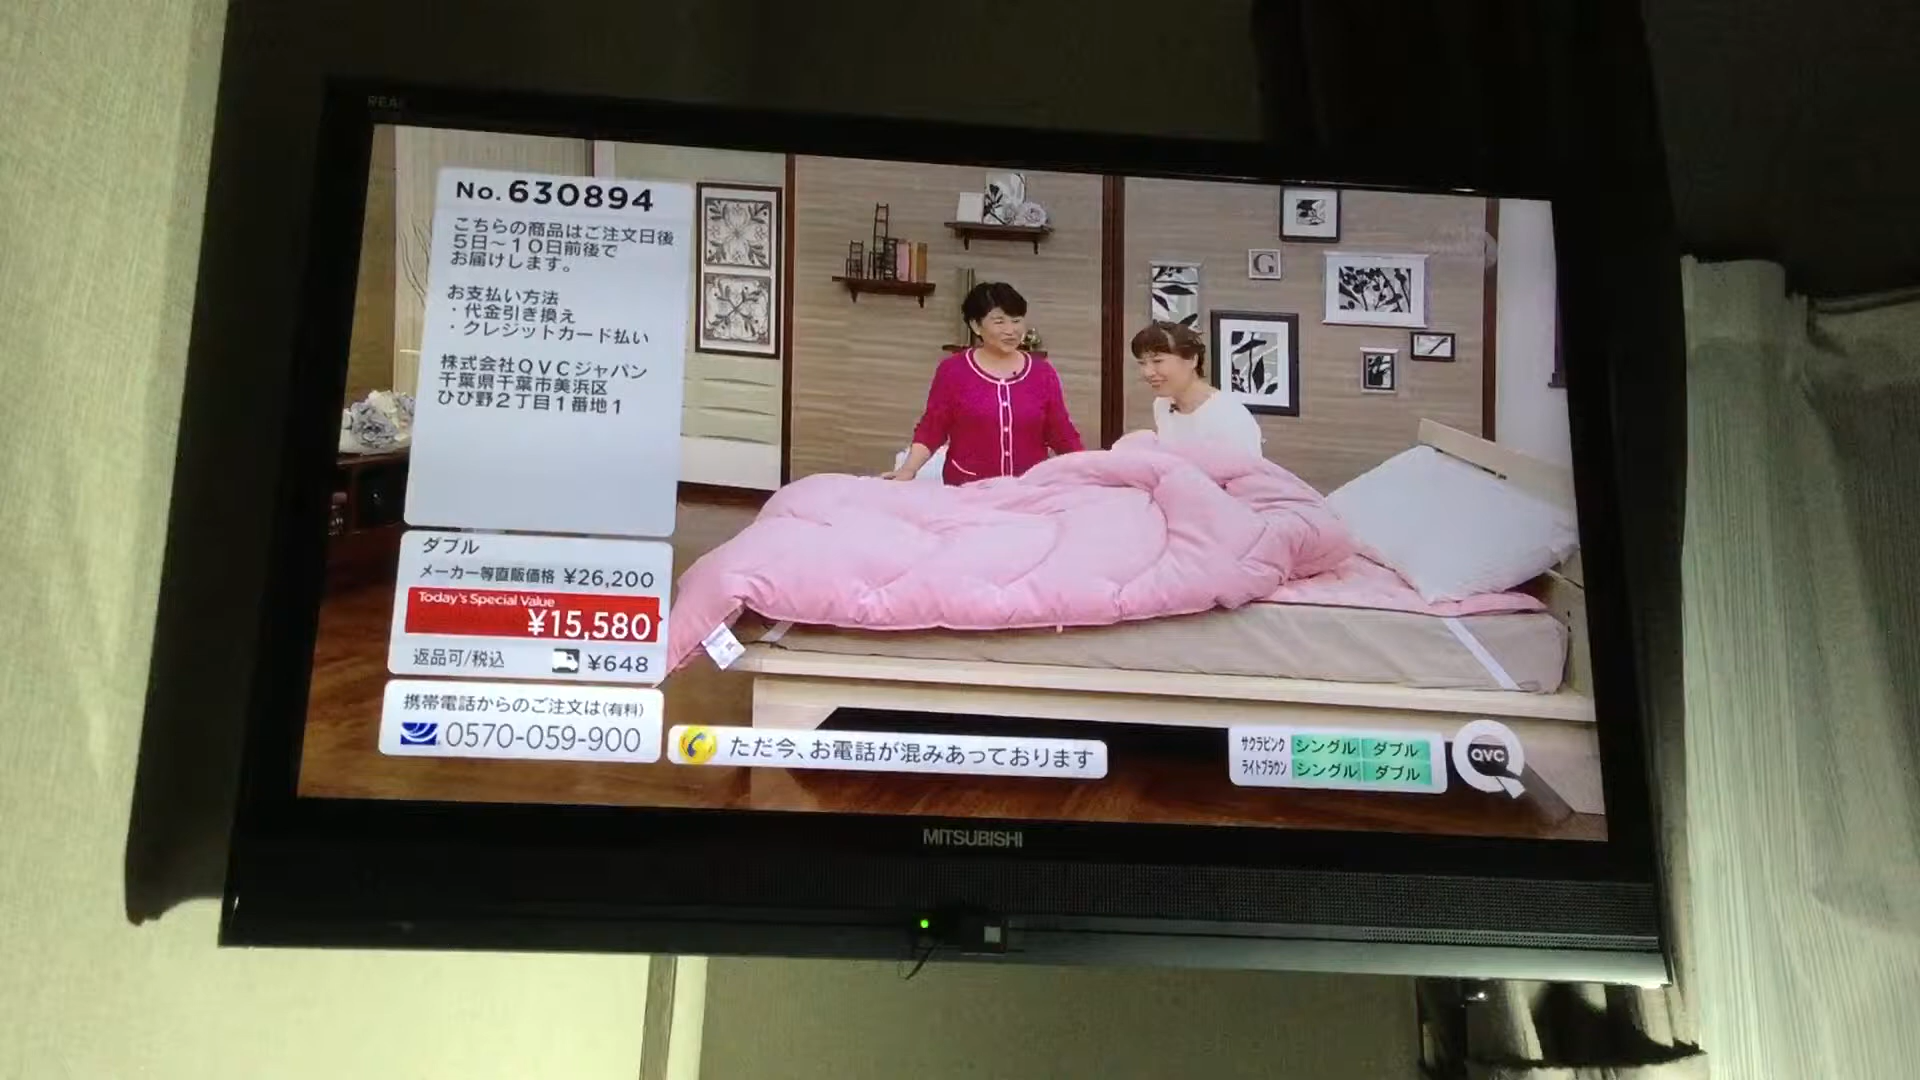 REAL
No.630894
こちらの商品はご注文日後
5日～10日前後で
お届けします。
お支払い方法
・代金引き換え
・クレジットカード払い
株式会社QVCジャパン
千葉県千葉市美浜区
ひび野2丁目1番地1
ダブル
メーカー等直販価格 ¥26,200
Today's Special Value
¥15,580
返品可/税込 ¥648
携帯電話からのご注文は(有料)
0570-059-900
ただ今、お電話が混みあっております
サクラピンク シングル ダブル
ライトブラウン シングル ダブル
QVC
G
MITSUBISHI